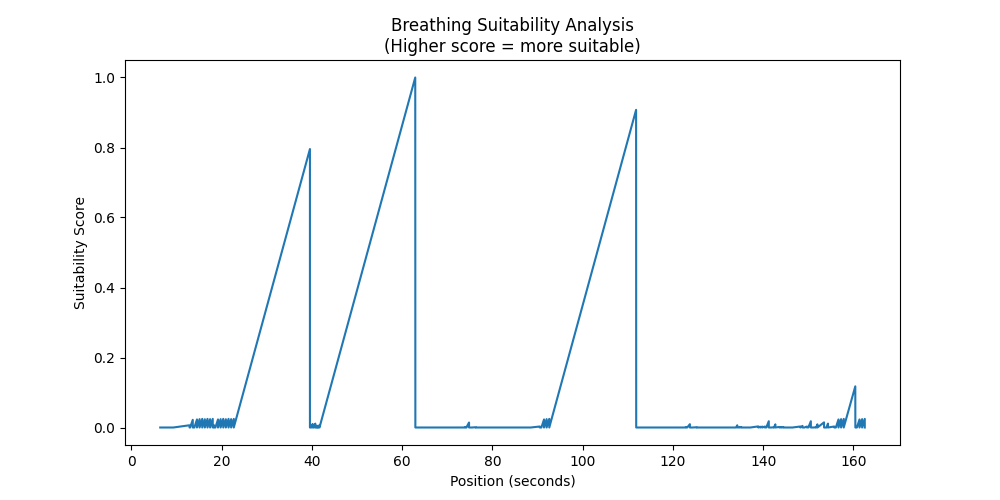 Breathing Suitability Analysis
(Higher score = more suitable)
1.0
0.8
0.6
0.4
0.2
0.0
Suitability Score
0 20 40 60 80 100 120 140 160
Position (seconds)